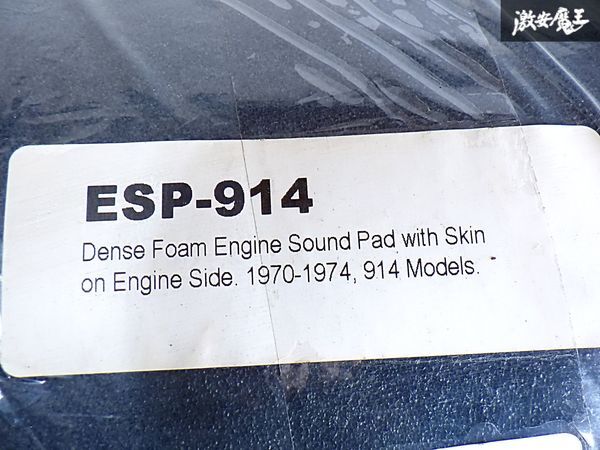 激安魔王
ESP-914
Dense Foam Engine Sound Pad with Skin
on Engine Side. 1970-1974, 914 Models.